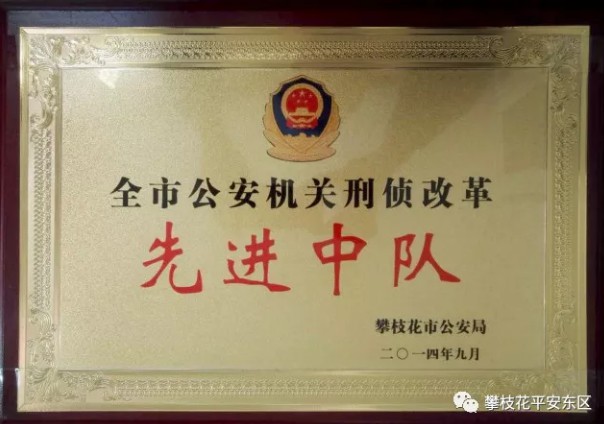 全市公安机关刑侦改革
先进中队
攀枝花市公安局
二〇一四年九月
攀枝花平安东区